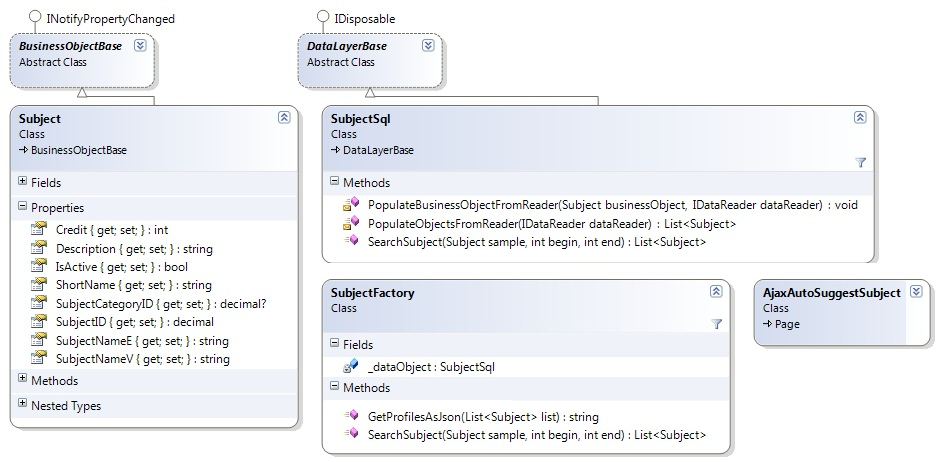 INotifyPropertyChanged
BusinessObjectBase
Abstract Class
Subject
Class
BusinessObjectBase
Fields
Properties
Credit { get; set; } : int
Description { get; set; } : string
IsActive { get; set; } : bool
ShortName { get; set; } : string
SubjectCategoryID { get; set; } : decimal?
SubjectID { get; set; } : decimal
SubjectNameE { get; set; } : string
SubjectNameV { get; set; } : string
Methods
Nested Types
IDisposable
DataLayerBase
Abstract Class
SubjectSql
Class
DataLayerBase
Methods
PopulateBusinessObjectFromReader(Subject businessObject, IDataReader dataReader) : void
PopulateObjectsFromReader(IDataReader dataReader) : List<Subject>
SearchSubject(Subject sample, int begin, int end) : List<Subject>
SubjectFactory
Class
Fields
_dataObject : SubjectSql
Methods
GetProfilesAsJson(List<Subject> list) : string
SearchSubject(Subject sample, int begin, int end) : List<Subject>
AjaxAutoSuggestSubject
Class
Page